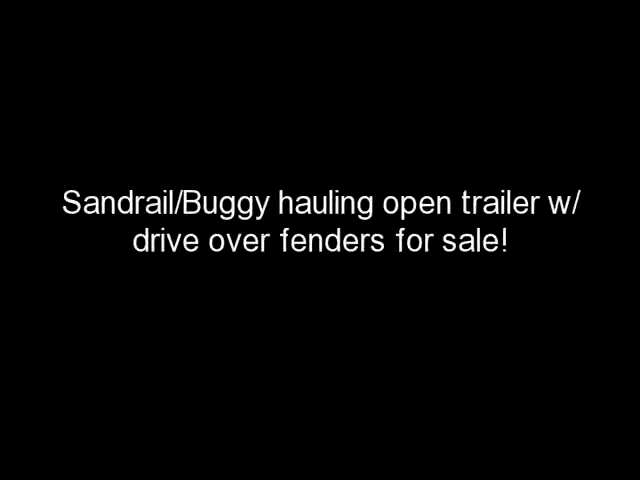 Sandrail/Buggy hauling open trailer w/
drive over fenders for sale!